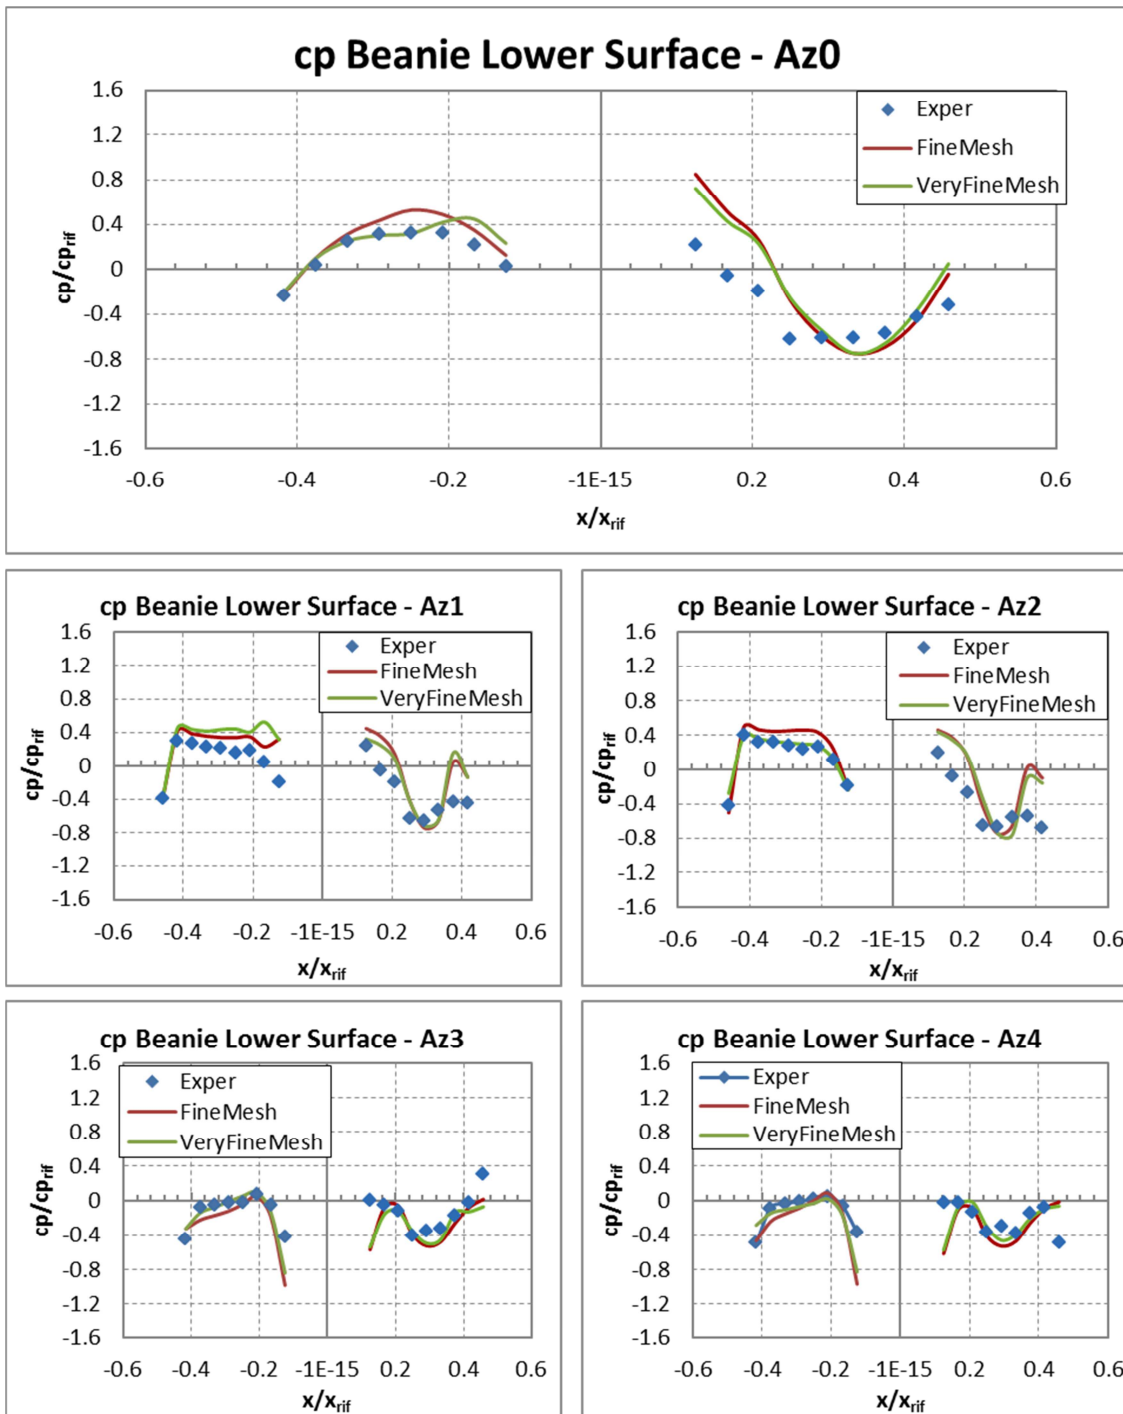 cp Beanie Lower Surface - Az0
1.6
1.2
0.8
0.4
0
-0.4
-0.8
-1.2
-1.6
cp/cprif
Exper
FineMesh
VeryFineMesh
-0.6 -0.4 -0.2 -1E-15 0.2 0.4 0.6
x/xrif
cp Beanie Lower Surface - Az1
1.6
1.2
0.8
0.4
0
-0.4
-0.8
-1.2
-1.6
cp/cprif
Exper
FineMesh
VeryFineMesh
-0.6 -0.4 -0.2 -1E-15 0.2 0.4 0.6
x/xrif
cp Beanie Lower Surface - Az2
1.6
1.2
0.8
0.4
0
-0.4
-0.8
-1.2
-1.6
cp/cprif
Exper
FineMesh
VeryFineMesh
-0.6 -0.4 -0.2 -1E-15 0.2 0.4 0.6
x/xrif
cp Beanie Lower Surface - Az3
1.6
1.2
0.8
0.4
0
-0.4
-0.8
-1.2
-1.6
cp/cprif
Exper
FineMesh
VeryFineMesh
-0.6 -0.4 -0.2 -1E-15 0.2 0.4 0.6
x/xrif
cp Beanie Lower Surface - Az4
1.6
1.2
0.8
0.4
0
-0.4
-0.8
-1.2
-1.6
cp/cprif
Exper
FineMesh
VeryFineMesh
-0.6 -0.4 -0.2 -1E-15 0.2 0.4 0.6
x/xrif